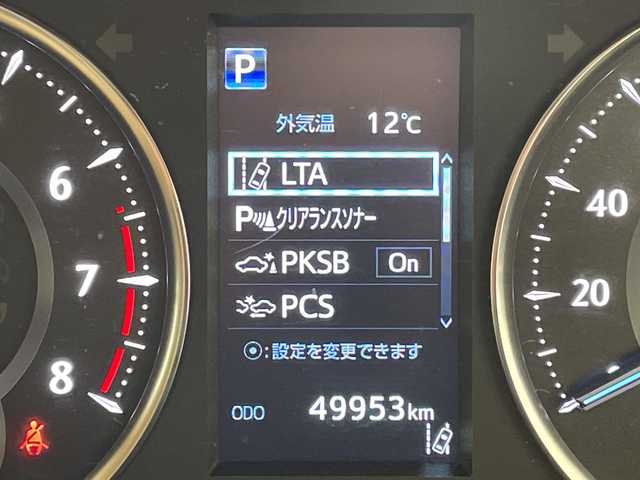 P
外気温 12℃
LTA
P クリアランスソナー
PKSB On
PCS
:設定を変更できます
ODO 49953km
6
7
8
40
20